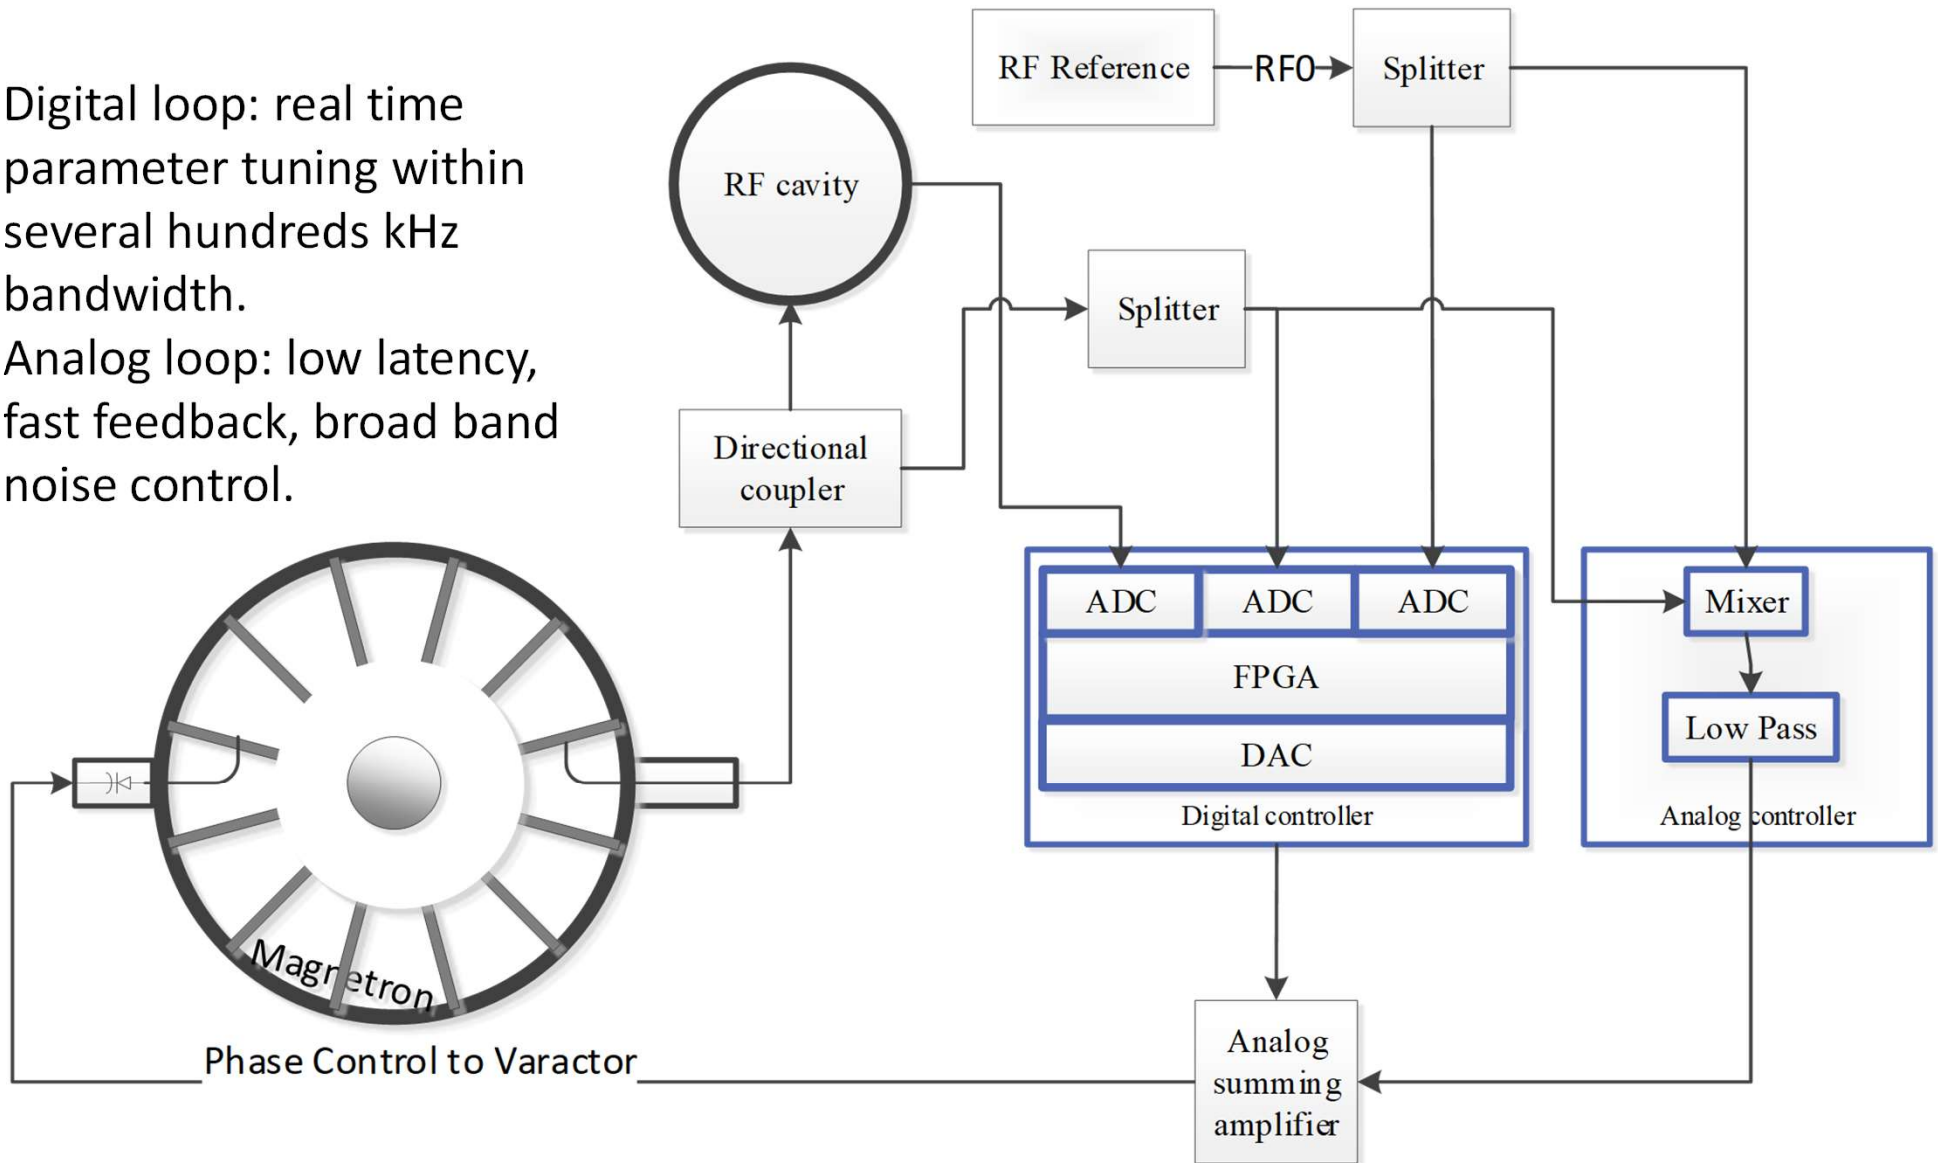 Digital loop: real time
parameter tuning within
several hundreds kHz
bandwidth.
Analog loop: low latency,
fast feedback, broad band
noise control.
RF Reference
RF0
Splitter
RF cavity
Splitter
Directional
coupler
ADC
ADC
ADC
FPGA
DAC
Digital controller
Mixer
Low Pass
Analog controller
Magnetron
Phase Control to Varactor
Analog
summing
amplifier